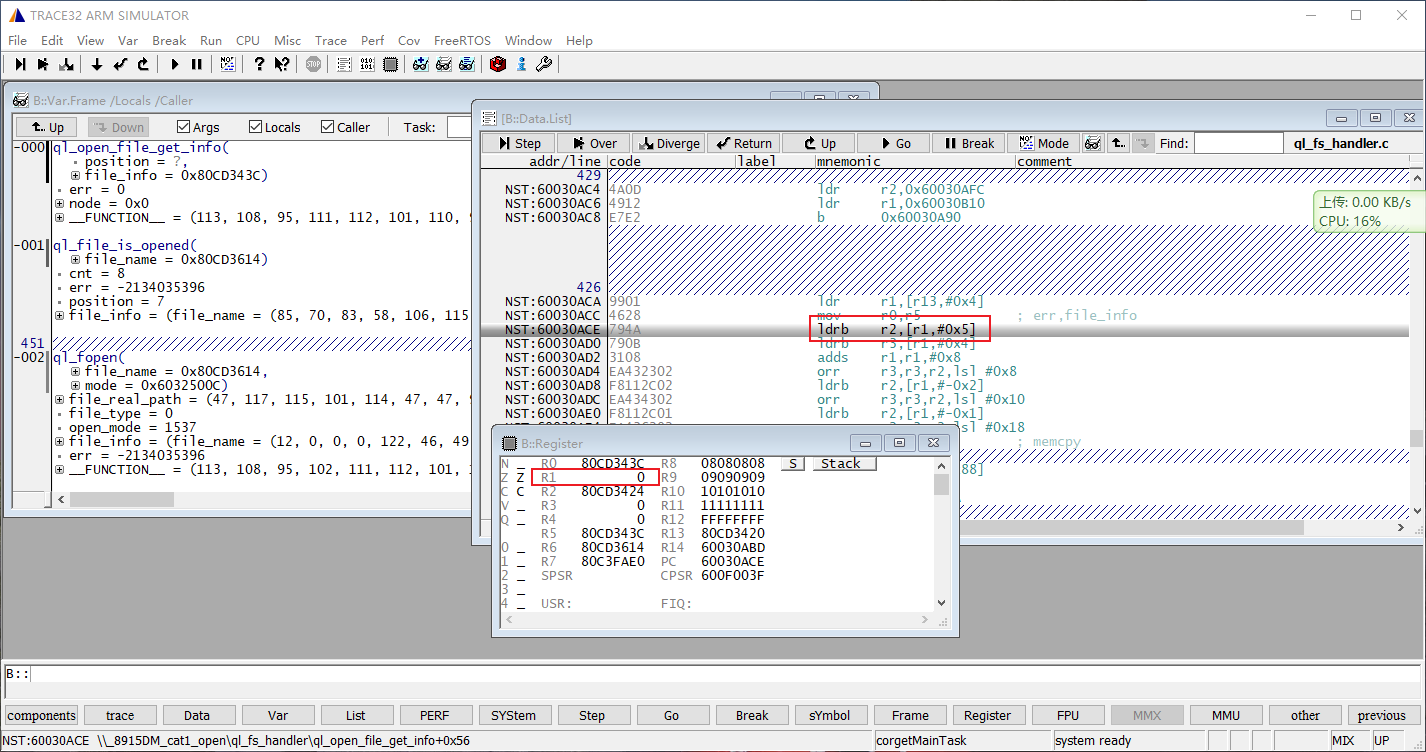 TRACE32 ARM SIMULATOR
File Edit View Var Break Run CPU Misc Trace Perf Cov FreeRTOS Window Help
B::Var.Frame /Locals /Caller
Up Down Args Locals Caller Task:
-000 ql_open_file_get_info(
position = ?,
file_info = 0x80CD343C)
err = 0
node = 0x0
__FUNCTION__ = (113, 108, 95, 111, 112, 101, 110, 9
-001 ql_file_is_opened(
file_name = 0x80CD3614)
cnt = 8
err = -2134035396
position = 7
file_info = (file_name = (85, 70, 83, 58, 106, 115
451
-002 ql_fopen(
file_name = 0x80CD3614,
mode = 0x6032500C)
file_real_path = (47, 117, 115, 101, 114, 47, 47, 9
file_type = 0
open_mode = 1537
file_info = (file_name = (12, 0, 0, 0, 122, 46, 49
err = -2134035396
__FUNCTION__ = (113, 108, 95, 102, 111, 112, 101,
[B::Data.List]
Step Over Diverge Return Up Go Break Mode Find: ql_fs_handler.c
addr/line code label mnemonic comment
429
NST:60030AC4 4A0D ldr r2,0x60030AFC
NST:60030AC6 4912 ldr r1,0x60030B10
NST:60030AC8 E7E2 b 0x60030A90
426
NST:60030ACA 9901 ldr r1,[r13,#0x4]
NST:60030ACC 4628 mov r0,r5 ; err,file_info
NST:60030ACE 794A ldrb r2,[r1,#0x5]
NST:60030AD0 790B ldrb r3,[r1,#0x4]
NST:60030AD2 3108 adds r1,r1,#0x8
NST:60030AD4 EA432302 orr r3,r3,r2,lsl #0x8
NST:60030AD8 F8112C02 ldrb r2,[r1,#-0x2]
NST:60030ADC EA434302 orr r3,r3,r2,lsl #0x10
NST:60030AE0 F8112C01 ldrb r2,[r1,#-0x1]
r2,lsl #0x18
; memcpy
88]
上传: 0.00 KB/s
CPU: 16%
B::Register
N _ R0 80CD343C R8 08080808 S Stack
Z Z R1 0 R9 09090909
C C R2 80CD3424 R10 10101010
V _ R3 0 R11 11111111
Q _ R4 0 R12 FFFFFFFF
R5 80CD343C R13 80CD3420
0 _ R6 80CD3614 R14 60030ABD
1 _ R7 80C3FAE0 PC 60030ACE
2 _ SPSR CPSR 600F003F
3 _
4 _ USR: FIQ:
B::
components trace Data Var List PERF SYStem Step Go Break sYmbol Frame Register FPU MMX MMU other previous
NST:60030ACE \\_8915DM_cat1_open\ql_fs_handler\ql_open_file_get_info+0x56 corgetMainTask system ready MIX UP